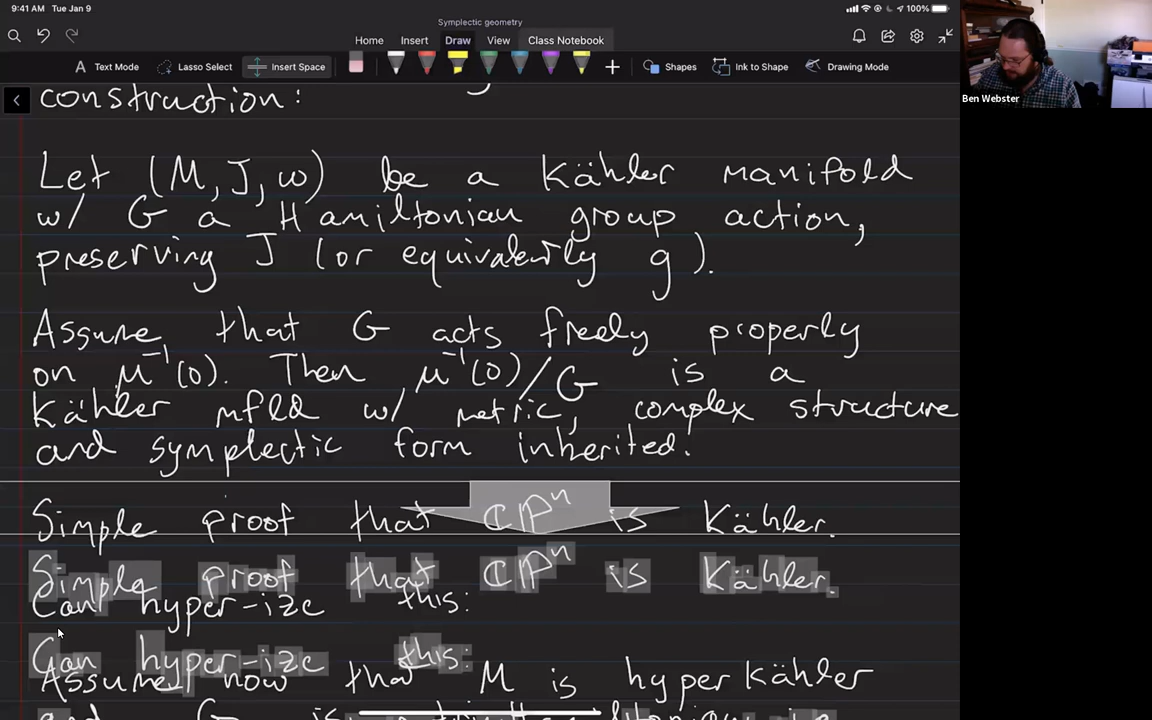 9:41 AM Tue Jan 9
100%
Symplectic geometry
Home Insert Draw View Class Notebook
Text Mode Lasso Select Insert Space Shapes Ink to Shape Drawing Mode
Ben Webster
construction:
Let (M, J, ω) be a Kähler manifold
w/ G a Hamiltonian group action,
preserving J (or equivalently g).
Assume that G acts freely properly
on μ⁻¹(0). Then μ⁻¹(0)/G is a
Kähler mfld w/ metric, complex structure
and symplectic form inherited.
Simple proof that ℂℙⁿ is Kähler.
Simple proof that ℂℙⁿ is Kähler.
Can hyper-ize this:
Can hyper-ize this:
Assume now that M is hyperkähler
and G is